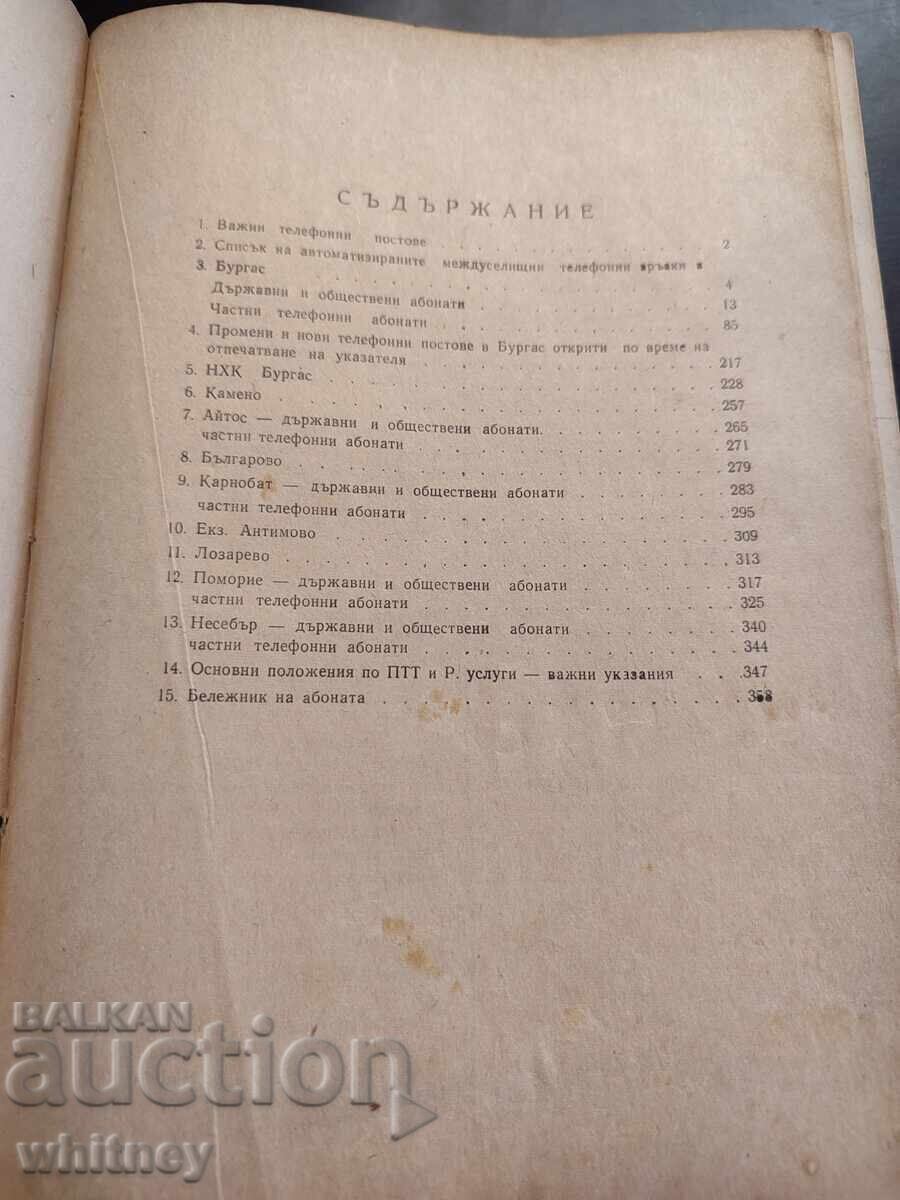 СЪДЪРЖАНИЕ
1. Важни телефонни постове . . . . . . . . . . . . 2
2. Списък на автоматизираните междуселищни телефонни връзки в
3. Бургас . . . . . . . . . . . . 4
Държавни и обществени абонати . . . . . . . . . . . . 13
Частни телефонни абонати . . . . . . . . . . . . 85
4. Промени и нови телефонни постове в Бургас открити по време на
отпечатване на указателя . . . . . . . . . . . . 217
5. НХК Бургас . . . . . . . . . . . . 228
6. Камено . . . . . . . . . . . . 257
7. Айтос — държавни и обществени абонати . . . . . . . . . 265
частни телефонни абонати . . . . . . . . . . . . 271
8. Българово . . . . . . . . . . . . 279
9. Карнобат — държавни и обществени абонати . . . . . . . 283
частни телефонни абонати . . . . . . . . . . . . 295
10. Екз. Антимово . . . . . . . . . . . . 309
11. Лозарево . . . . . . . . . . . . 313
12. Поморие — държавни и обществени абонати . . . . . . . 317
частни телефонни абонати . . . . . . . . . . . . 325
13. Несебър — държавни и обществени абонати . . . . . . . 340
частни телефонни абонати . . . . . . . . . . . . 344
14. Основни положения по ПТТ и Р. услуги — важни указания . . . 347
15. Бележник на абоната . . . . . . . . . . . . 358
BALKAN
auction
whitney